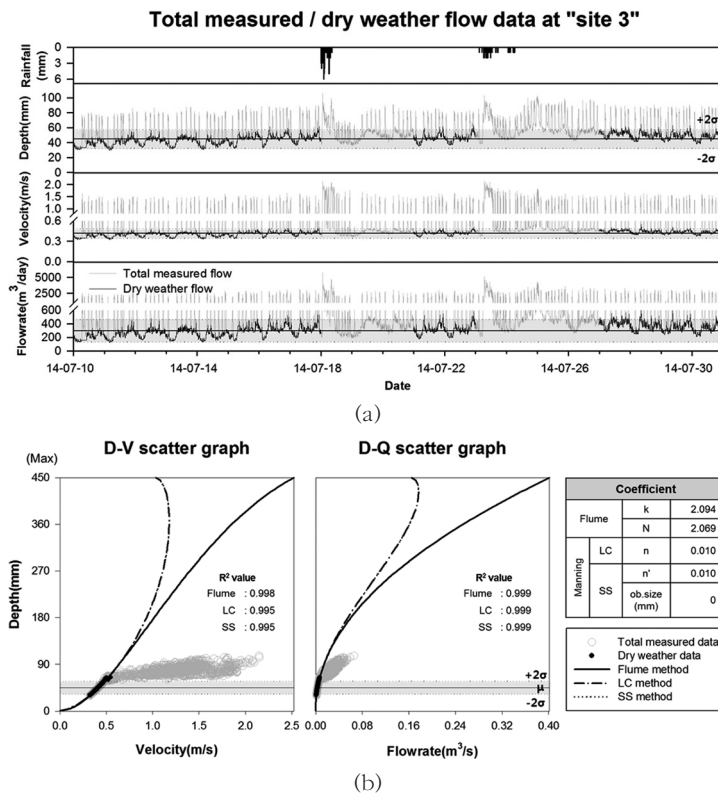 Total measured / dry weather flow data at "site 3"
Rainfall
(mm)
0
3
6
Depth(mm)
100
80
60
40
20
0
+2σ
-2σ
Velocity(m/s)
2.0
1.5
1.0
0.6
0.3
0.0
Flowrate(m³/day)
5000
2500
600
400
200
0
Total measured flow
Dry weather flow
14-07-10 14-07-14 14-07-18 14-07-22 14-07-26 14-07-30
Date
(a)
D-V scatter graph
(Max)
450
360
270
180
90
0
Depth(mm)
R² value
Flume : 0.998
LC : 0.995
SS : 0.995
0.0 0.5 1.0 1.5 2.0 2.5
Velocity(m/s)
D-Q scatter graph
R² value
Flume : 0.999
LC : 0.999
SS : 0.999
+2σ
μ
-2σ
0.00 0.08 0.16 0.24 0.32 0.40
Flowrate(m³/s)
Coefficient
Flume k 2.094
N 2.069
Manning LC n 0.010
SS n' 0.010
ob.size (mm) 0
Total measured data
Dry weather data
Flume method
LC method
SS method
(b)